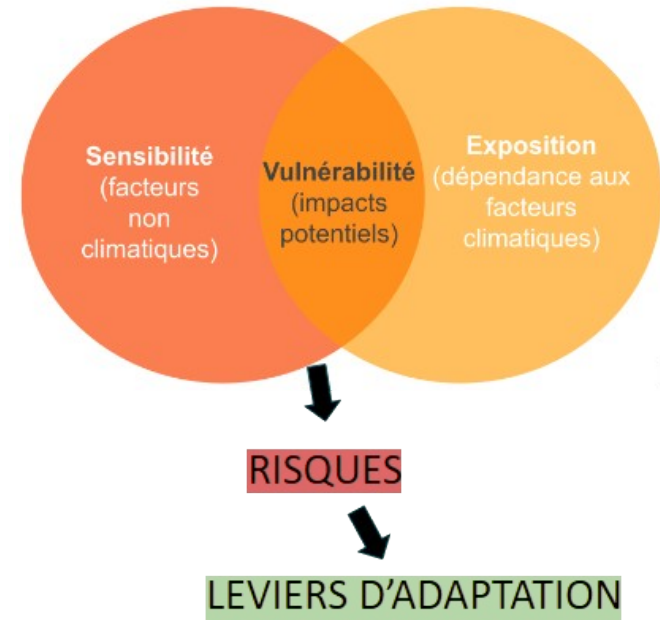 Sensibilité
(facteurs
non
climatiques)
Vulnérabilité
(impacts
potentiels)
Exposition
(dépendance aux
facteurs
climatiques)
RISQUES
LEVIERS D'ADAPTATION